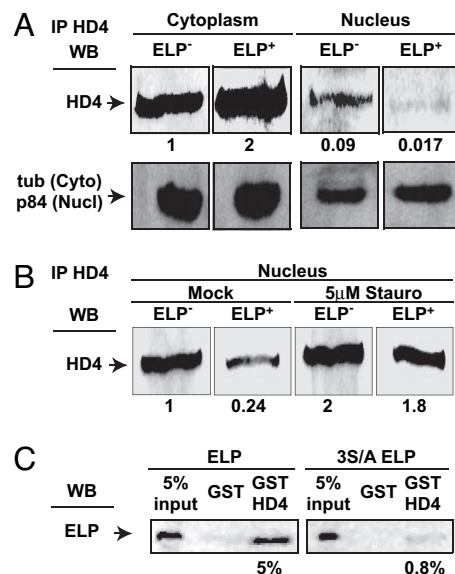 A IP HD4 Cytoplasm Nucleus
WB ELP⁻ ELP⁺ ELP⁻ ELP⁺
HD4
1 2 0.09 0.017
tub (Cyto)
p84 (Nucl)
B IP HD4 Nucleus
Mock 5μM Stauro
WB ELP⁻ ELP⁺ ELP⁻ ELP⁺
HD4
1 0.24 2 1.8
C ELP 3S/A ELP
WB 5% input GST GST HD4 5% input GST GST HD4
ELP
5% 0.8%